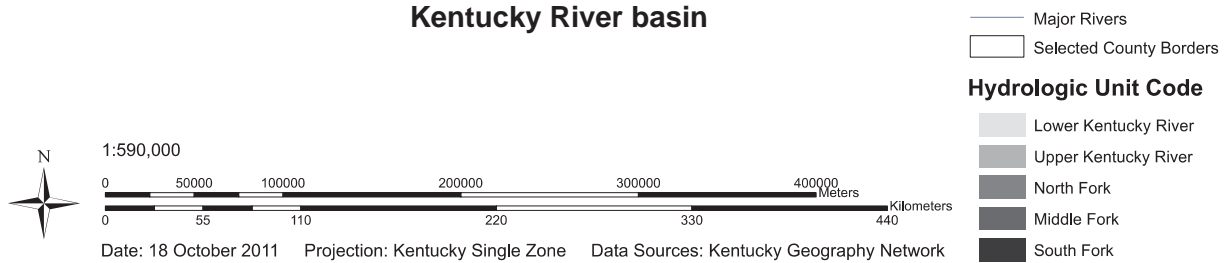 Kentucky River basin
Major Rivers
Selected County Borders
Hydrologic Unit Code
Lower Kentucky River
Upper Kentucky River
North Fork
Middle Fork
South Fork
N
1:590,000
0 50000 100000 200000 300000 400000
Meters
Kilometers
0 55 110 220 330 440
Date: 18 October 2011 Projection: Kentucky Single Zone Data Sources: Kentucky Geography Network